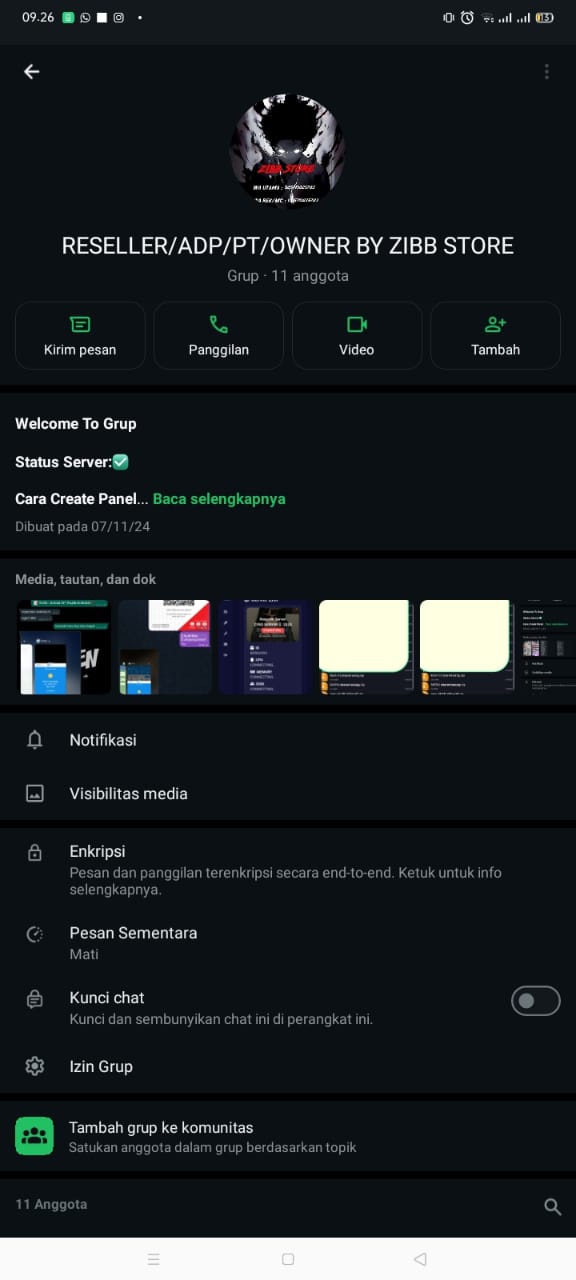 09.26
13
ZIBB STORE
RESELLER/ADP/PT/OWNER BY ZIBB STORE
Grup · 11 anggota
Kirim pesan
Panggilan
Video
Tambah
Welcome To Grup
Status Server:✅
Cara Create Panel... Baca selengkapnya
Dibuat pada 07/11/24
Media, tautan, dan dok
Notifikasi
Visibilitas media
Enkripsi
Pesan dan panggilan terenkripsi secara end-to-end. Ketuk untuk info
selengkapnya.
Pesan Sementara
Mati
Kunci chat
Kunci dan sembunyikan chat ini di perangkat ini.
Izin Grup
Tambah grup ke komunitas
Satukan anggota dalam grup berdasarkan topik
11 Anggota